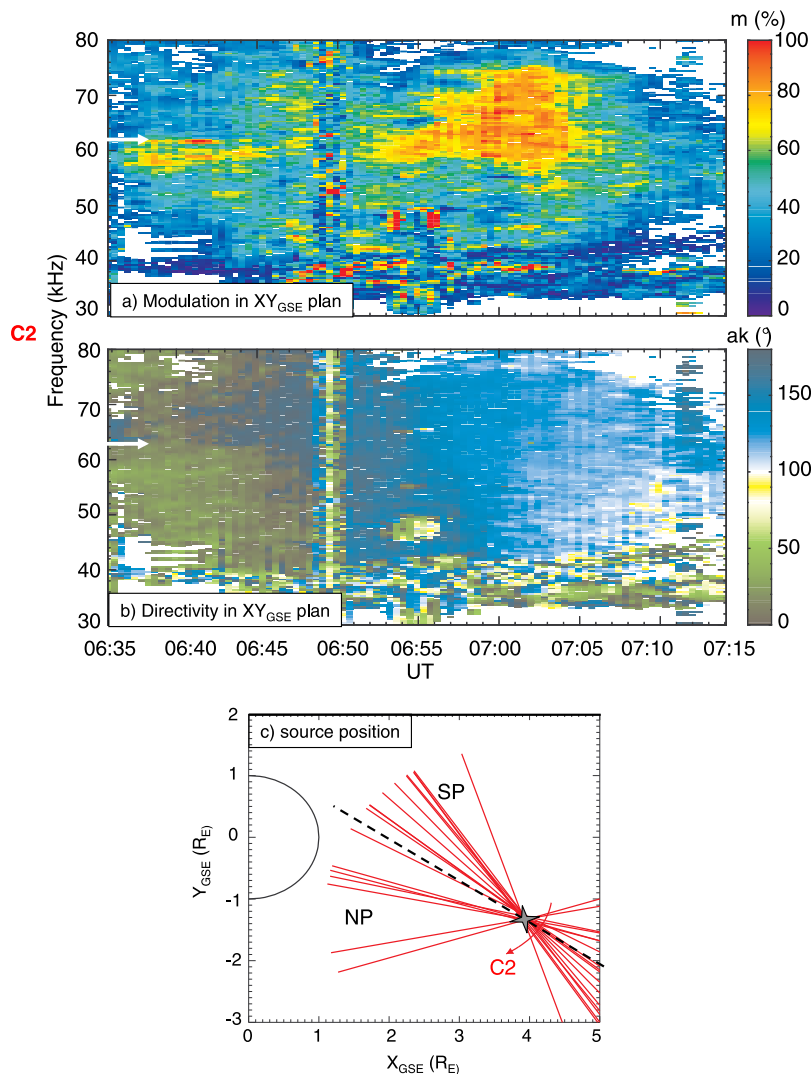 m (%)
80 70 60 50 40 30
100 80 60 40 20 0
a) Modulation in XY_GSE plan
C2
Frequency (kHz)
ak (°)
80 70 60 50 40 30
150 100 50 0
b) Directivity in XY_GSE plan
06:35 06:40 06:45 06:50 06:55 07:00 07:05 07:10 07:15
UT
c) source position
2 1 0 -1 -2 -3
Y_GSE (R_E)
SP
NP
C2
0 1 2 3 4 5
X_GSE (R_E)